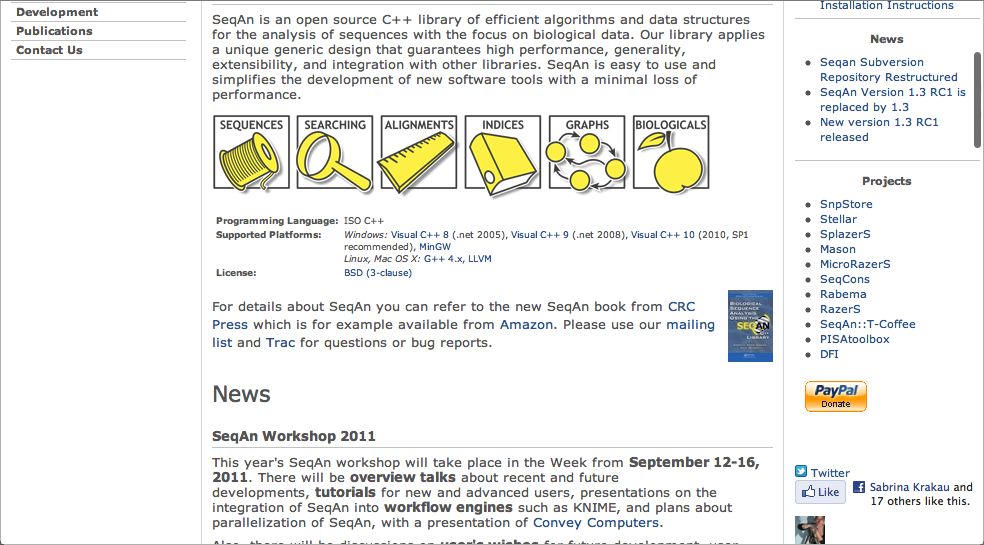 Development
Publications
Contact Us
SeqAn is an open source C++ library of efficient algorithms and data structures
for the analysis of sequences with the focus on biological data. Our library applies
a unique generic design that guarantees high performance, generality,
extensibility, and integration with other libraries. SeqAn is easy to use and
simplifies the development of new software tools with a minimal loss of
performance.
SEQUENCES SEARCHING ALIGNMENTS INDICES GRAPHS BIOLOGICALS
Programming Language: ISO C++
Supported Platforms: Windows: Visual C++ 8 (.net 2005), Visual C++ 9 (.net 2008), Visual C++ 10 (2010, SP1
recommended), MinGW
Linux, Mac OS X: G++ 4.x, LLVM
License: BSD (3-clause)
For details about SeqAn you can refer to the new SeqAn book from CRC
Press which is for example available from Amazon. Please use our mailing
list and Trac for questions or bug reports.
BIOLOGICAL
SEQUENCE
ANALYSIS
USING THE
SEQAN
C++
LIBRARY
News
SeqAn Workshop 2011
This year's SeqAn workshop will take place in the Week from September 12-16,
2011. There will be overview talks about recent and future
developments, tutorials for new and advanced users, presentations on the
integration of SeqAn into workflow engines such as KNIME, and plans about
parallelization of SeqAn, with a presentation of Convey Computers.
Also, there will be discussions on user's wishes for future development, user
Installation Instructions
News
Seqan Subversion
Repository Restructured
SeqAn Version 1.3 RC1 is
replaced by 1.3
New version 1.3 RC1
released
Projects
SnpStore
Stellar
SplazerS
Mason
MicroRazerS
SeqCons
Rabema
RazerS
SeqAn::T-Coffee
PISAtoolbox
DFI
PayPal
Donate
Twitter
Like
Sabrina Krakau and
17 others like this.